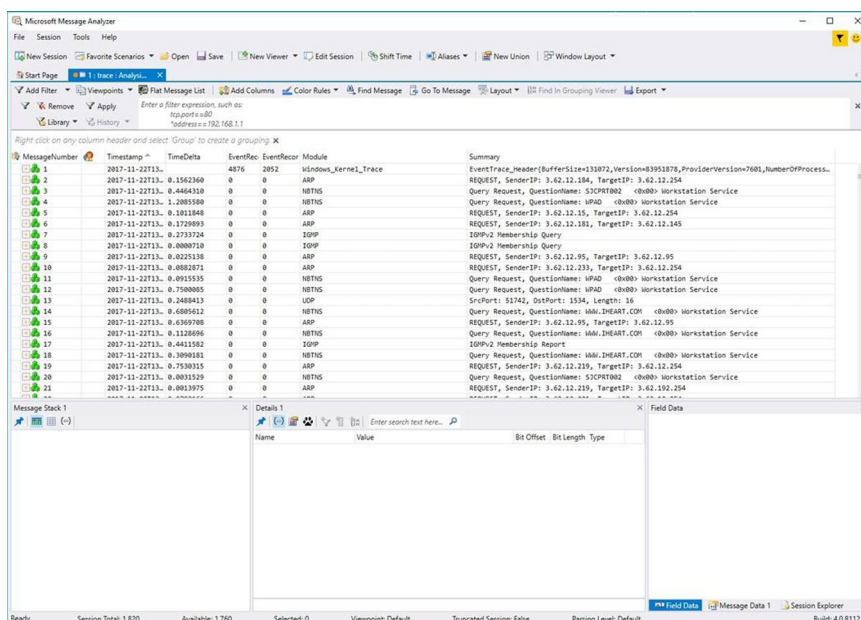 Microsoft Message Analyzer
File Session Tools Help
New Session Favorite Scenarios Open Save New Viewer Edit Session Shift Time Aliases New Union Window Layout
Start Page 1 : trace : Analysi...
Add Filter Viewpoints Flat Message List Add Columns Color Rules Find Message Go To Message Layout Find In Grouping Viewer Export
Remove Apply Enter a filter expression, such as:
tcp.port==80
Library History *address==192.168.1.1
Right click on any column header and select 'Group' to create a grouping
MessageNumber Timestamp TimeDelta EventRec EventRecor Module Summary
1 2017-11-22T13... 4876 2052 Windows_Kernel_Trace EventTrace_Header{BufferSize=131072,Version=83951878,ProviderVersion=7601,NumberOfProcess...
2 2017-11-22T13... 0.1562360 0 0 ARP REQUEST, SenderIP: 3.62.12.184, TargetIP: 3.62.12.254
3 2017-11-22T13... 0.4464310 0 0 NBTNS Query Request, QuestionName: SJCPRT002 <0x00> Workstation Service
4 2017-11-22T13... 1.2085580 0 0 NBTNS Query Request, QuestionName: WPAD <0x00> Workstation Service
5 2017-11-22T13... 0.1011848 0 0 ARP REQUEST, SenderIP: 3.62.12.15, TargetIP: 3.62.12.254
6 2017-11-22T13... 0.1729893 0 0 ARP REQUEST, SenderIP: 3.62.12.181, TargetIP: 3.62.12.145
7 2017-11-22T13... 0.2733724 0 0 IGMP IGMPv2 Membership Query
8 2017-11-22T13... 0.0000710 0 0 IGMP IGMPv2 Membership Query
9 2017-11-22T13... 0.0225138 0 0 ARP REQUEST, SenderIP: 3.62.12.95, TargetIP: 3.62.12.95
10 2017-11-22T13... 0.0882871 0 0 ARP REQUEST, SenderIP: 3.62.12.233, TargetIP: 3.62.12.254
11 2017-11-22T13... 0.0915535 0 0 NBTNS Query Request, QuestionName: WPAD <0x00> Workstation Service
12 2017-11-22T13... 0.7500085 0 0 NBTNS Query Request, QuestionName: WPAD <0x00> Workstation Service
13 2017-11-22T13... 0.2488413 0 0 UDP SrcPort: 51742, DstPort: 1534, Length: 16
14 2017-11-22T13... 0.6805612 0 0 NBTNS Query Request, QuestionName: WWW.IHEART.COM <0x00> Workstation Service
15 2017-11-22T13... 0.6369708 0 0 ARP REQUEST, SenderIP: 3.62.12.95, TargetIP: 3.62.12.95
16 2017-11-22T13... 0.1128696 0 0 NBTNS Query Request, QuestionName: WWW.IHEART.COM <0x00> Workstation Service
17 2017-11-22T13... 0.4411582 0 0 IGMP IGMPv2 Membership Report
18 2017-11-22T13... 0.3090181 0 0 NBTNS Query Request, QuestionName: WWW.IHEART.COM <0x00> Workstation Service
19 2017-11-22T13... 0.7530315 0 0 ARP REQUEST, SenderIP: 3.62.12.219, TargetIP: 3.62.12.254
20 2017-11-22T13... 0.0031529 0 0 NBTNS Query Request, QuestionName: SJCPRT002 <0x00> Workstation Service
21 2017-11-22T13... 0.0013975 0 0 ARP REQUEST, SenderIP: 3.62.12.219, TargetIP: 3.62.192.254
Message Stack 1 Details 1 Field Data
Enter search text here...
Name Value Bit Offset Bit Length Type
Field Data Message Data 1 Session Explorer
Ready Session Total: 1,820 Available: 1,760 Selected: 0 Viewpoint: Default Truncated Session: False Parsing Level: Default Build: 4.0.8112